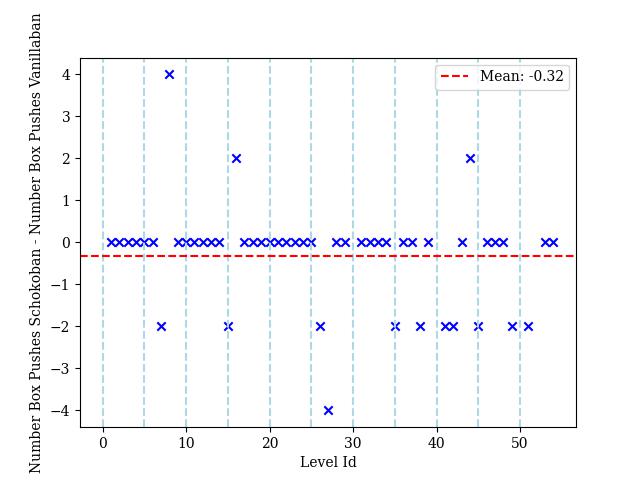 Number Box Pushes Schokoban - Number Box Pushes Vanillaban
4
3
2
1
0
−1
−2
−3
−4
Mean: -0.32
0 10 20 30 40 50
Level Id